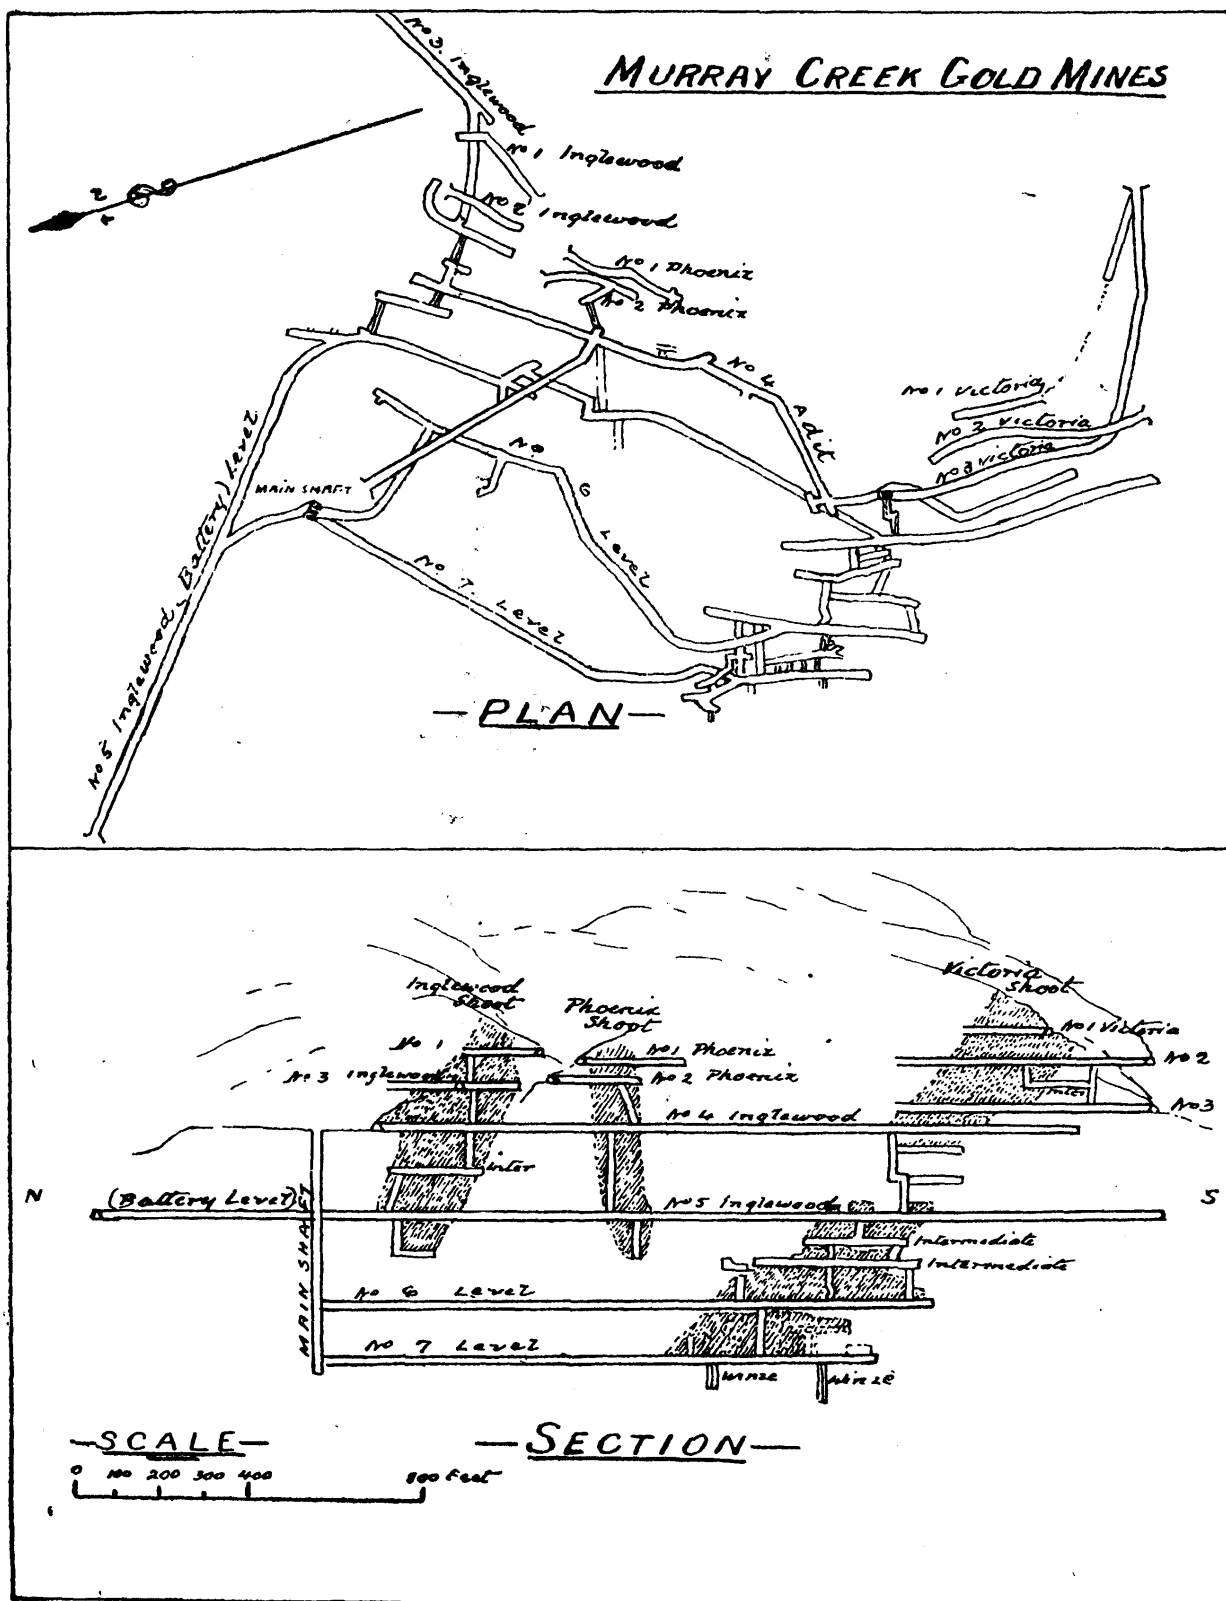 MURRAY CREEK GOLD MINES
No 3. Inglewood
No 1 Inglewood
No 2 Inglewood
No 1 Phoenix
No 2 Phoenix
No 4 Adit
No 1 Victoria
No 2 Victoria
No 3 Victoria
MAIN SHAFT
No 6 Level
No 5 Inglewood (Battery) Level
No 7. Level
— PLAN —
Inglewood
Shoot
Phoenix
Shoot
Victoria
Shoot
No 1
No 1 Phoenix
No 1 Victoria
No 2
No 3 Inglewood
No 2 Phoenix
Inter
No 3
No 4 Inglewood
Inter
N
(Battery Level)
No 5 Inglewood
S
MAIN SHAFT
Intermediate
Intermediate
No 6 Level
No 7 Level
Winze
Winze
— SCALE —
— SECTION —
0 100 200 300 400 800 Feet